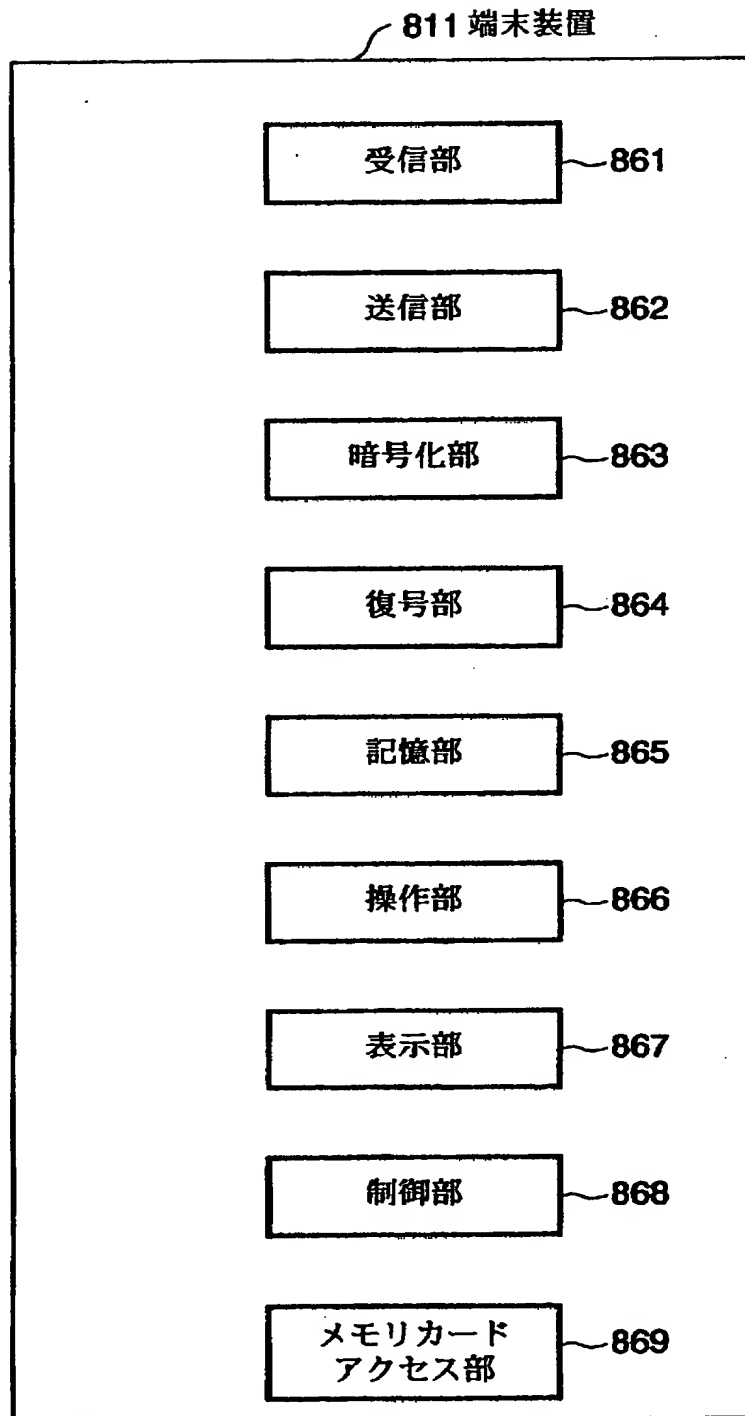 811 端末装置
受信部 861
送信部 862
暗号化部 863
復号部 864
記憶部 865
操作部 866
表示部 867
制御部 868
メモリカード
アクセス部 869